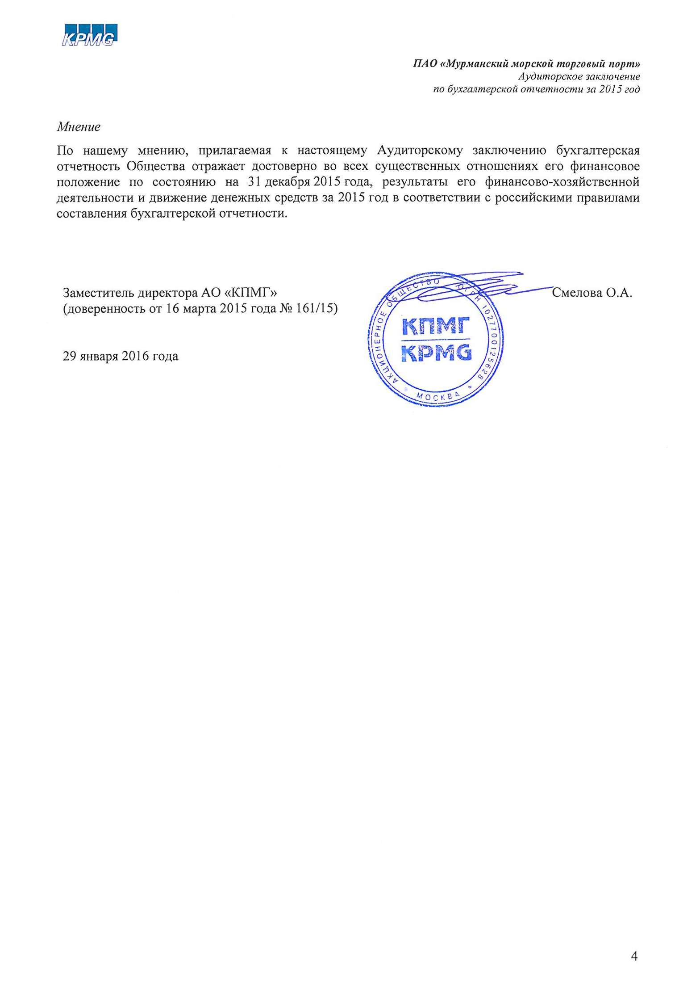 KPMG
ПАО «Мурманский морской торговый порт»
Аудиторское заключение
по бухгалтерской отчетности за 2015 год
Мнение
По нашему мнению, прилагаемая к настоящему Аудиторскому заключению бухгалтерская
отчетность Общества отражает достоверно во всех существенных отношениях его финансовое
положение по состоянию на 31 декабря 2015 года, результаты его финансово-хозяйственной
деятельности и движение денежных средств за 2015 год в соответствии с российскими правилами
составления бухгалтерской отчетности.
Заместитель директора АО «КПМГ»
(доверенность от 16 марта 2015 года № 161/15)
Смелова О.А.
АКЦИОНЕРНОЕ ОБЩЕСТВО
ОГРН 1027700125628
* МОСКВА *
КПМГ
KPMG
29 января 2016 года
4